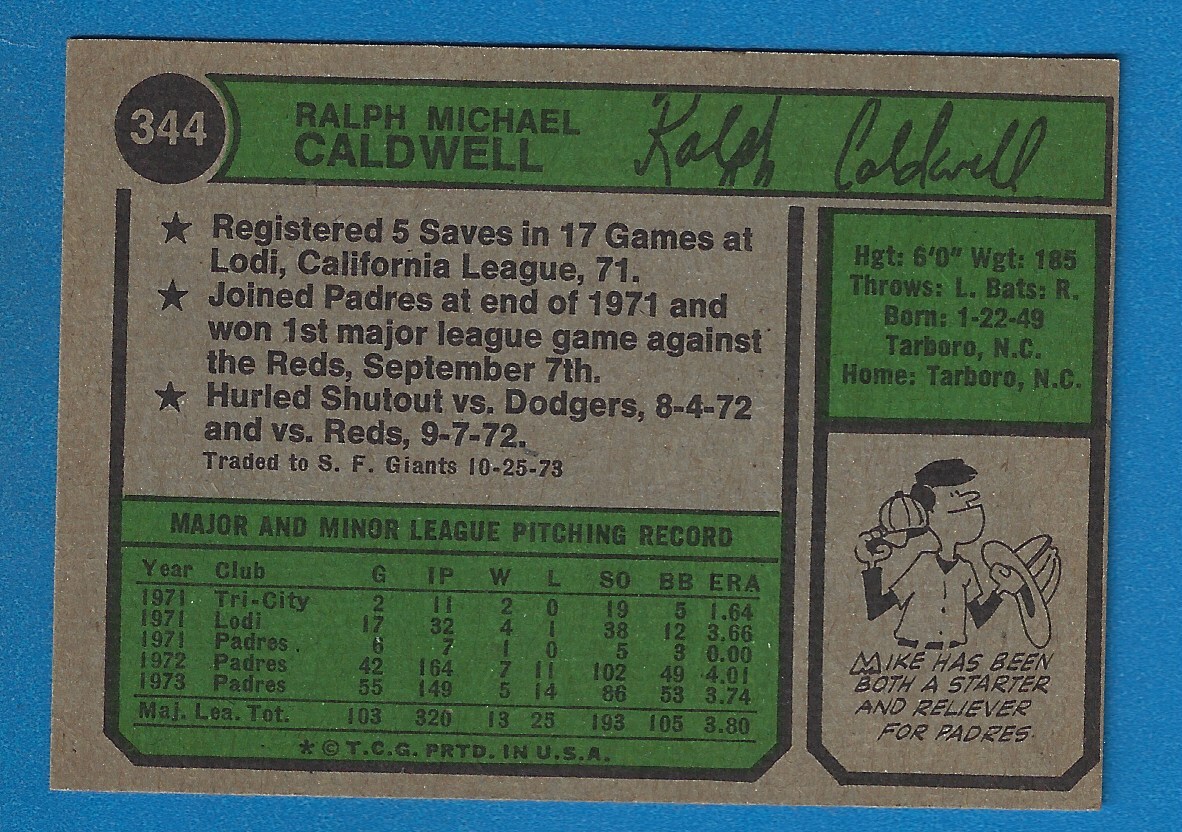 344
RALPH MICHAEL
CALDWELL
Ralph Caldwell
★ Registered 5 Saves in 17 Games at
Lodi, California League, 71.
★ Joined Padres at end of 1971 and
won 1st major league game against
the Reds, September 7th.
★ Hurled Shutout vs. Dodgers, 8-4-72
and vs. Reds, 9-7-72.
Traded to S. F. Giants 10-25-73
Hgt: 6'0" Wgt: 185
Throws: L. Bats: R.
Born: 1-22-49
Tarboro, N.C.
Home: Tarboro, N.C.
MAJOR AND MINOR LEAGUE PITCHING RECORD
Year Club G IP W L SO BB ERA
1971 Tri-City 2 11 2 0 19 5 1.64
1971 Lodi 17 32 4 1 38 12 3.66
1971 Padres 6 7 1 0 5 3 0.00
1972 Padres 42 164 7 11 102 49 4.01
1973 Padres 55 149 5 14 86 53 3.74
Maj. Lea. Tot. 103 320 13 25 193 105 3.80
* © T.C.G. PRTD. IN U.S.A.
MIKE HAS BEEN
BOTH A STARTER
AND RELIEVER
FOR PADRES.